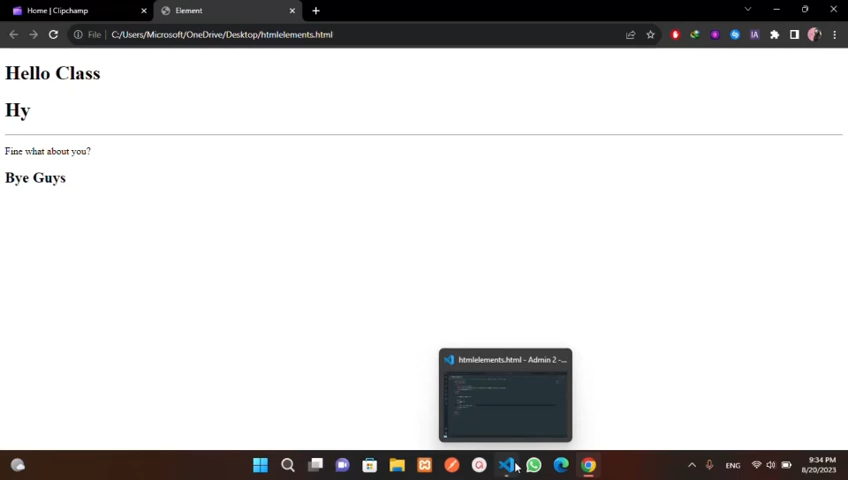 Home | Clipchamp
Element
File
C:/Users/Microsoft/OneDrive/Desktop/htmlelements.html
IA
Hello Class
Hy
Fine what about you?
Bye Guys
htmlelements.html - Admin 2 -...
ENG
9:34 PM
8/20/2023